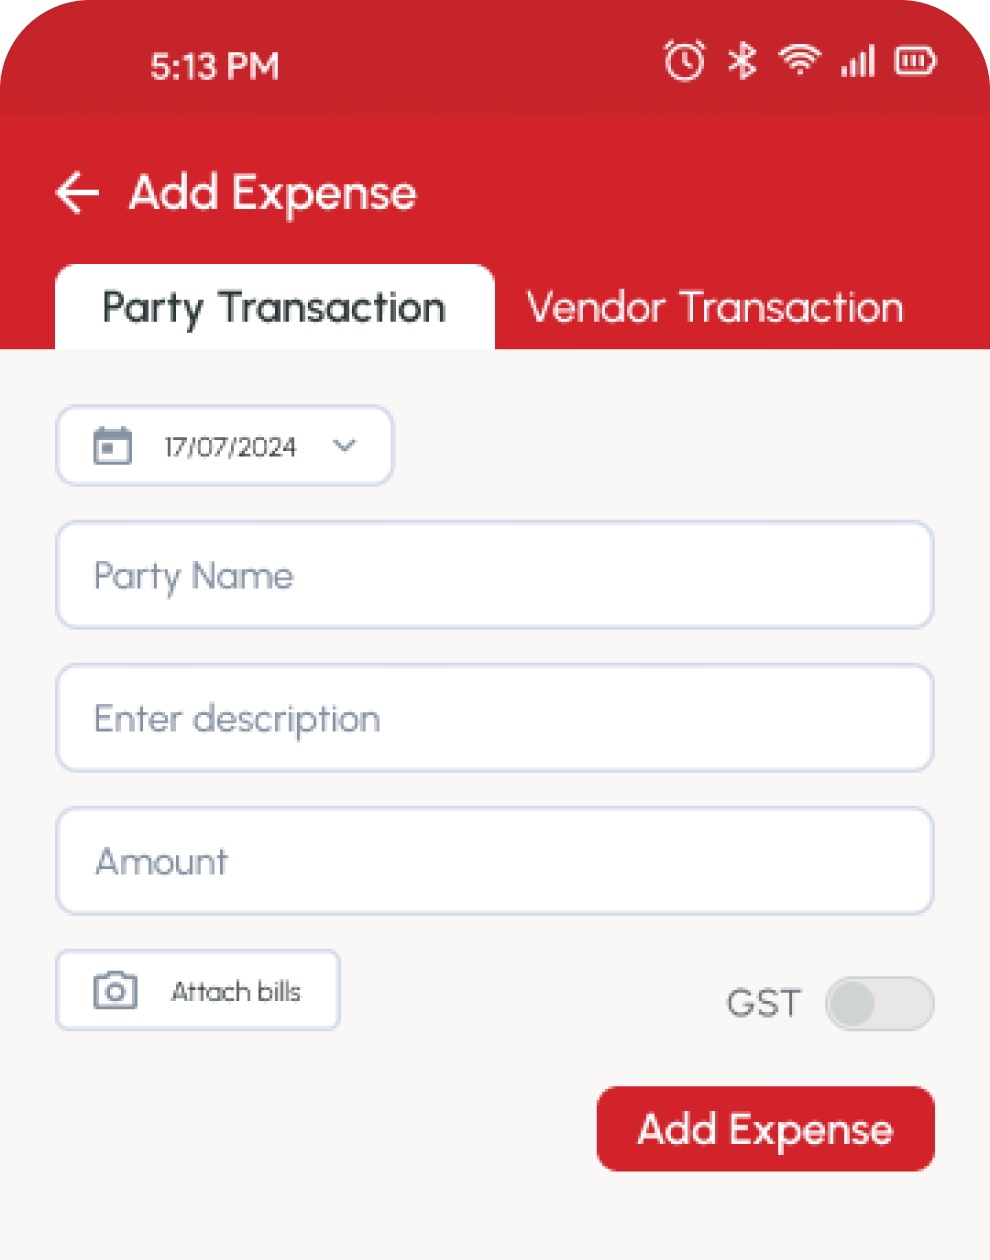 5:13 PM
Add Expense
Party Transaction Vendor Transaction
17/07/2024
Party Name
Enter description
Amount
Attach bills
GST
Add Expense